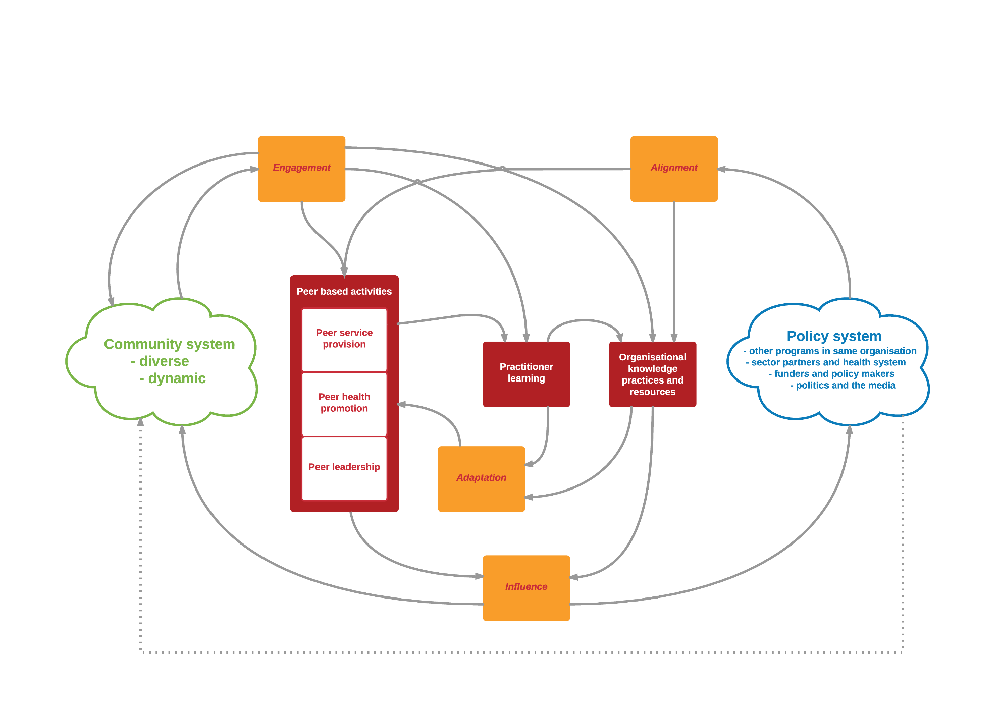 Engagement
Alignment
Peer based activities
Community system
- diverse
- dynamic
Peer service
provision
Peer health
promotion
Peer leadership
Practitioner
learning
Organisational
knowledge
practices and
resources
Policy system
- other programs in same organisation
- sector partners and health system
- funders and policy makers
- politics and the media
Adaptation
Influence